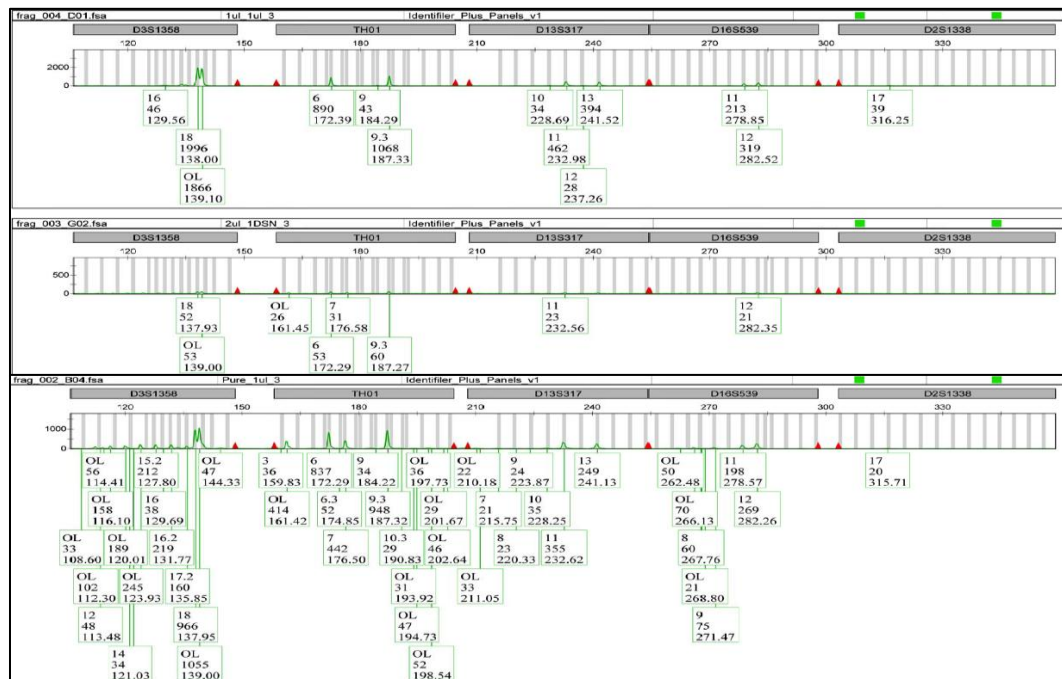 frag_004_D01.fsa 1ul_1ul_3 Identifiler_Plus_Panels_v1
D3S1358 TH01 D13S317 D16S539 D2S1338
120 150 180 210 240 270 300 330
2000
0
16 6 9 10 13 11 17
46 890 43 34 394 213 39
129.56 172.39 184.29 228.69 241.52 278.85 316.25
18 9.3 11 12
1996 1068 462 319
138.00 187.33 232.98 282.52
OL 12
1866 28
139.10 237.26
frag_003_G02.fsa 2ul_1DSN_3 Identifiler_Plus_Panels_v1
D3S1358 TH01 D13S317 D16S539 D2S1338
120 150 180 210 240 270 300 330
500
0
18 OL 7 11 12
52 26 31 23 21
137.93 161.45 176.58 232.56 282.35
OL 6 9.3
53 53 60
139.00 172.29 187.27
frag_002_B04.fsa Pure_1ul_3 Identifiler_Plus_Panels_v1
D3S1358 TH01 D13S317 D16S539 D2S1338
120 150 180 210 240 270 300 330
1000
0
OL 15.2 OL 3 6 9 OL OL 9 13 OL 11 17
56 212 47 36 837 34 36 22 24 249 50 198 20
114.41 127.80 144.33 159.83 172.29 184.22 197.73 210.18 223.87 241.13 262.48 278.57 315.71
OL 16 OL 6.3 9.3 OL 7 10 OL 12
158 38 414 52 948 29 21 35 70 269
116.10 129.69 161.42 174.85 187.32 201.67 215.75 228.25 266.13 282.26
OL OL 16.2 7 10.3 OL 8 11 8
33 189 219 442 29 46 23 355 60
108.60 120.01 131.77 176.50 190.83 202.64 220.33 232.62 267.76
OL OL 17.2 OL OL OL
102 245 160 31 33 21
112.30 123.93 135.85 193.92 211.05 268.80
12 18 OL 9
48 966 47 75
113.48 137.95 194.73 271.47
14 OL OL
34 1055 52
121.03 139.00 198.54